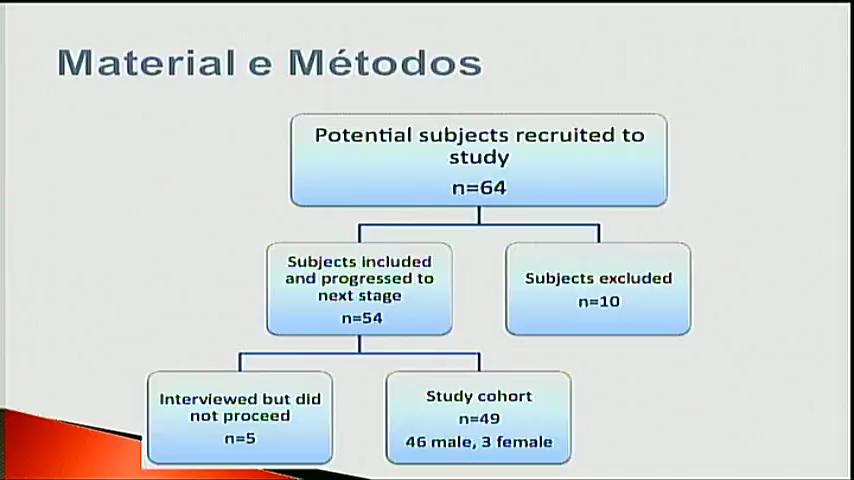 Material e Métodos
Potential subjects recruited to
study
n=64
Subjects included
and progressed to
next stage
n=54
Subjects excluded
n=10
Interviewed but did
not proceed
n=5
Study cohort
n=49
46 male, 3 female